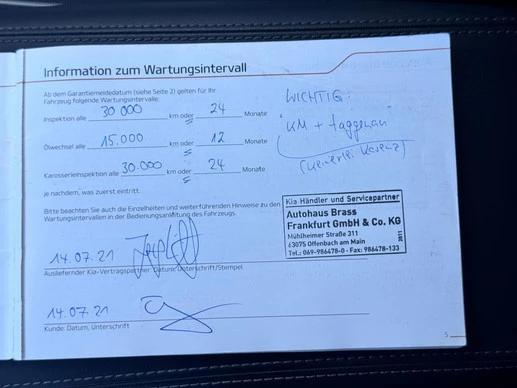 Information zum Wartungsintervall
Ab dem Garantiemeldedatum (siehe Seite 2) gelten für Ihr
Fahrzeug folgende Wartungsintervalle:
Inspektion alle 30 000 km oder 24 Monate
Ölwechsel alle 15.000 km oder 12 Monate
Karosserieinspektion alle 30.000 km oder 24 Monate
je nachdem, was zuerst eintritt.
Bitte beachten Sie auch die Einzelheiten und weiterführenden Hinweise zu den
Wartungsintervallen in der Bedienungsanleitung des Fahrzeugs.
14.07.21
Ausliefernder Kia-Vertragspartner: Datum, Unterschrift/Stempel
14.07.21
Kunde: Datum, Unterschrift
WICHTIG:
KM + taggenau
(keinerlei Karenz)
Kia Händler und Servicepartner
Autohaus Brass
Frankfurt GmbH & Co. KG
Mühlheimer Straße 311
63075 Offenbach am Main
Tel.: 069-986478-0 - Fax: 986478-133
2011
5